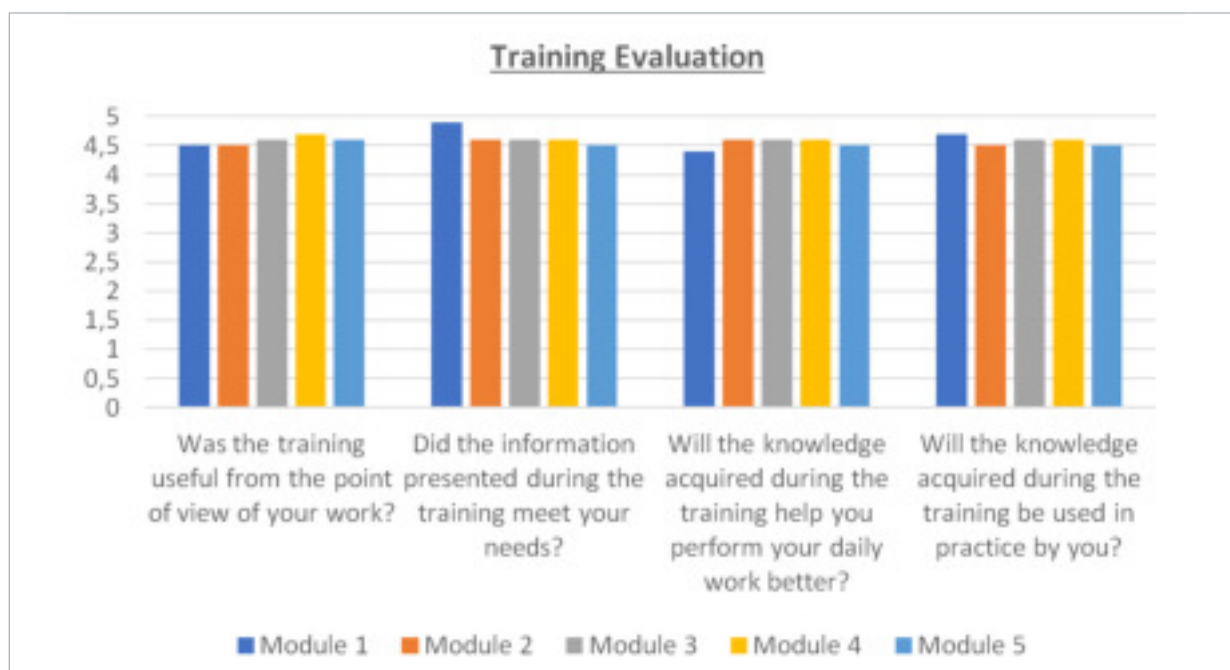 Training Evaluation
5
4,5
4
3,5
3
2,5
2
1,5
1
0,5
0
Was the training
useful from the point
of view of your work?
Did the information
presented during the
training meet your
needs?
Will the knowledge
acquired during the
training help you
perform your daily
work better?
Will the knowledge
acquired during the
training be used in
practice by you?
Module 1 Module 2 Module 3 Module 4 Module 5